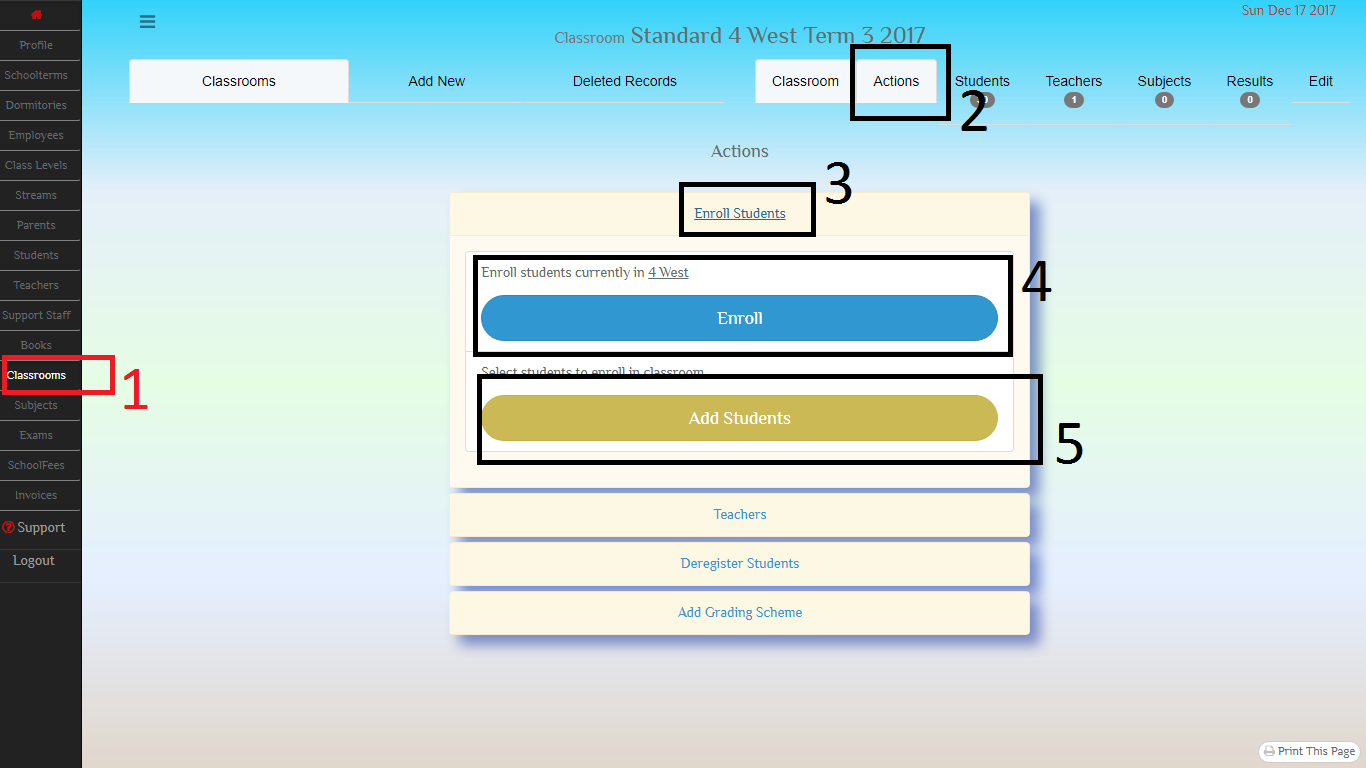 Sun Dec 17 2017
Classroom Standard 4 West Term 3 2017
Classrooms
Add New
Deleted Records
Classroom
Actions
Students
Teachers
1
Subjects
0
Results
0
Edit
2
Profile
Schoolterms
Dormitories
Employees
Class Levels
Streams
Parents
Students
Teachers
Support Staff
Books
Classrooms
1
Subjects
Exams
SchoolFees
Invoices
Support
Logout
Actions
Enroll Students
3
Enroll students currently in 4 West
Enroll
4
Select students to enroll in classroom
Add Students
5
Teachers
Deregister Students
Add Grading Scheme
Print This Page